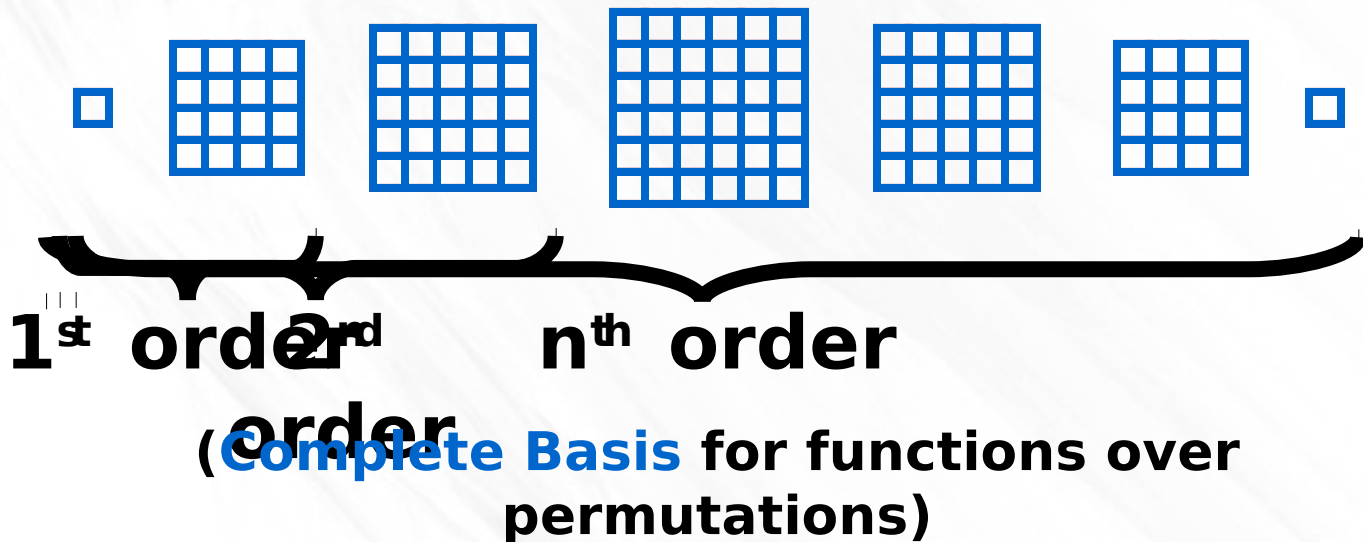 1st order
2nd
order
nth order
(Complete Basis for functions over
permutations)